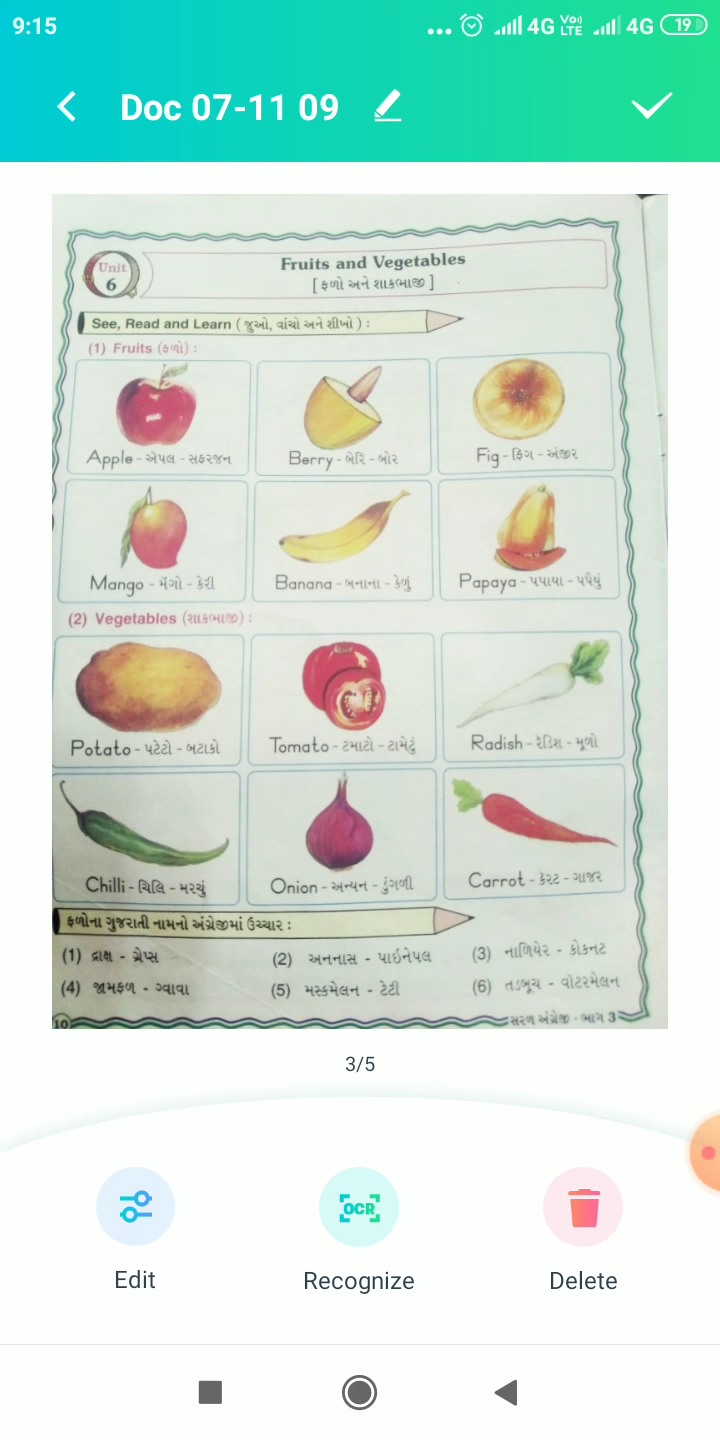 9:15
... 4G Vo)) LTE 4G 19
Doc 07-11 09
Unit
6
Fruits and Vegetables
[ ફળો અને શાકભાજી ]
See, Read and Learn ( જુઓ, વાંચો અને શીખો ) :
(1) Fruits (ફળો) :
Apple - એપલ - સફરજન
Berry - બેરિ - બોર
Fig - ફિગ - અંજીર
Mango - મૅંગો - કેરી
Banana - બનાના - કેળું
Papaya - પપાયા - પપૈયું
(2) Vegetables (શાકભાજી) :
Potato - પટેટો - બટાકો
Tomato - ટમાટો - ટામેટું
Radish - રૅડિશ - મૂળો
Chilli - ચિલિ - મરચું
Onion - અન્યન - ડુંગળી
Carrot - કૅરટ - ગાજર
ફળોના ગુજરાતી નામનો અંગ્રેજીમાં ઉચ્ચાર :
(1) દ્રાક્ષ - ગ્રેપ્સ
(2) અનનાસ - પાઇનેપલ
(3) નાળિયેર - કોકનટ
(4) જામફળ - ગ્વાવા
(5) મસ્કમેલન - ટેટી
(6) તડબૂચ - વોટરમેલન
10
સરળ અંગ્રેજી - ભાગ 3
3/5
OCR
Edit
Recognize
Delete